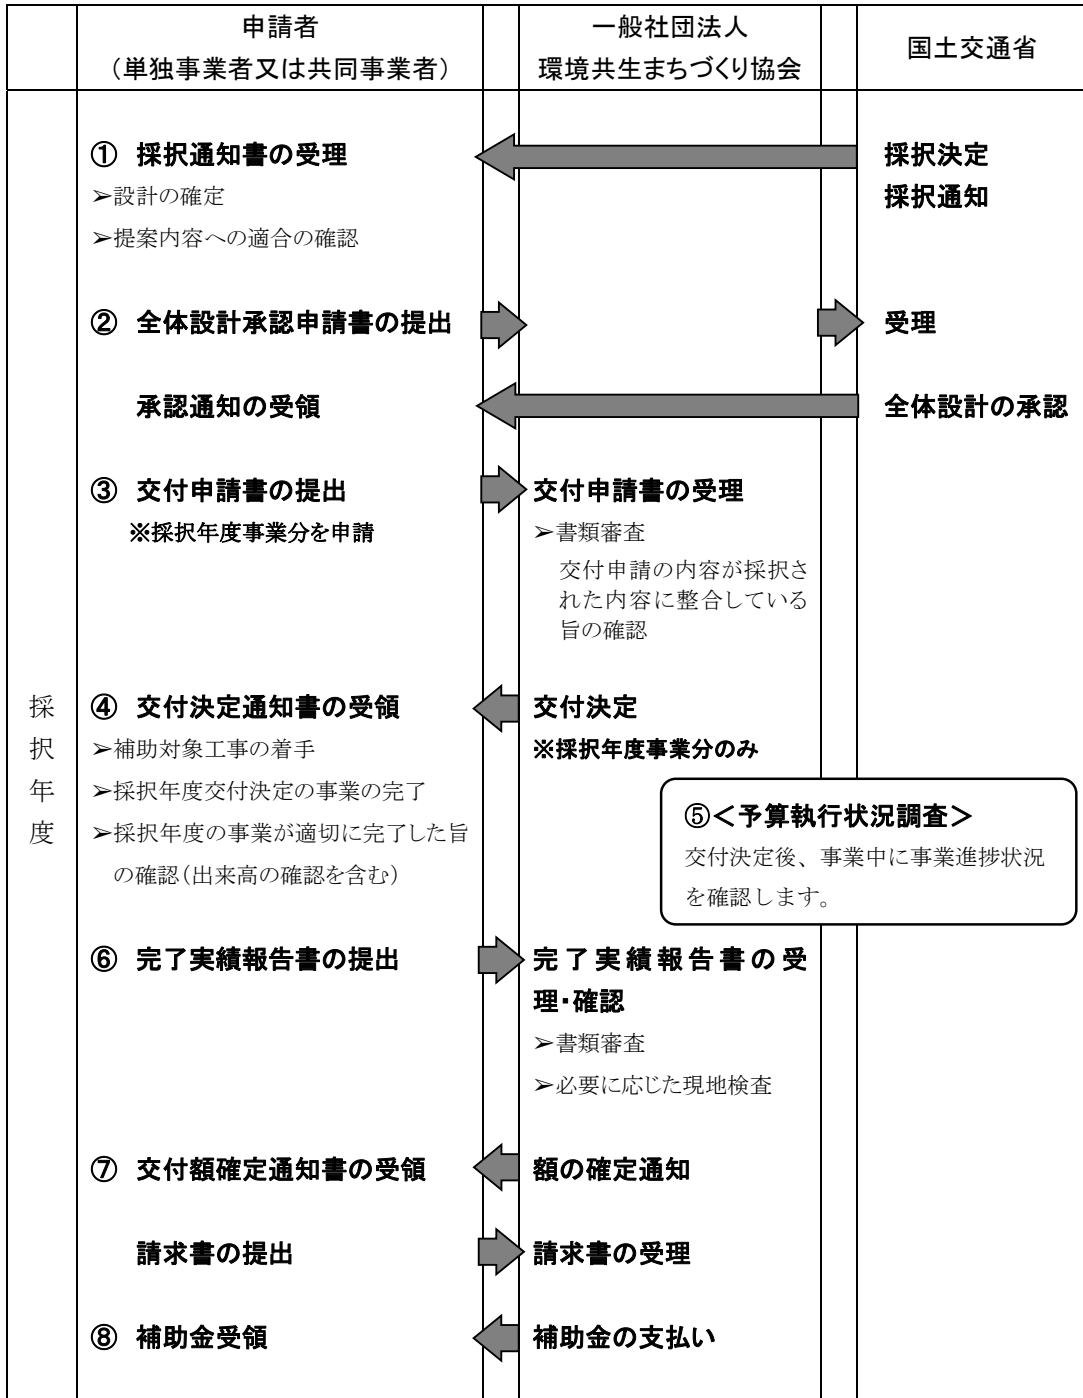 申請者
（単独事業者又は共同事業者）
一般社団法人
環境共生まちづくり協会
国土交通省
採択年度
① 採択通知書の受理
➢設計の確定
➢提案内容への適合の確認
採択決定
採択通知
② 全体設計承認申請書の提出
受理
承認通知の受領
全体設計の承認
③ 交付申請書の提出
※採択年度事業分を申請
交付申請書の受理
➢書類審査
交付申請の内容が採択さ
れた内容に整合している
旨の確認
④ 交付決定通知書の受領
➢補助対象工事の着手
➢採択年度交付決定の事業の完了
➢採択年度の事業が適切に完了した旨
の確認（出来高の確認を含む）
交付決定
※採択年度事業分のみ
⑤＜予算執行状況調査＞
交付決定後、事業中に事業進捗状況
を確認します。
⑥ 完了実績報告書の提出
完了実績報告書の受
理・確認
➢書類審査
➢必要に応じた現地検査
⑦ 交付額確定通知書の受領
額の確定通知
請求書の提出
請求書の受理
⑧ 補助金受領
補助金の支払い